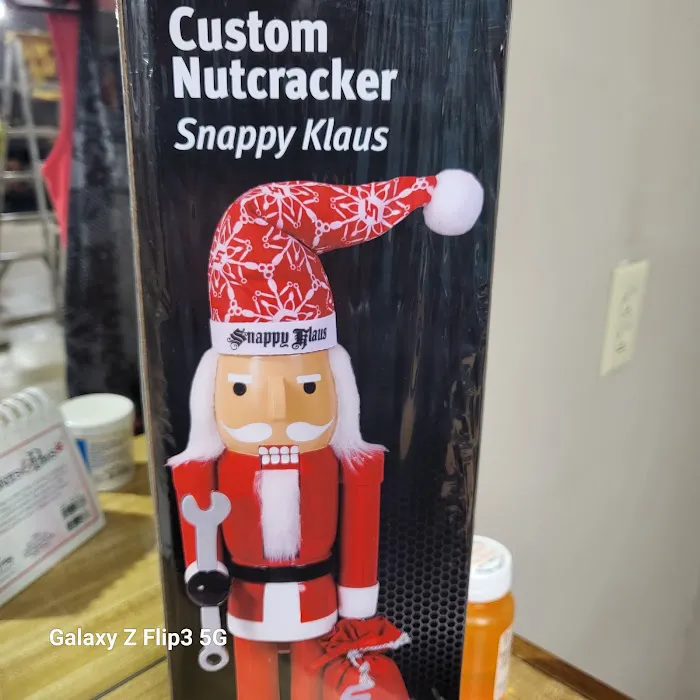 Custom
Nutcracker
Snappy Klaus
Snappy Klaus
Galaxy Z Flip3 5G